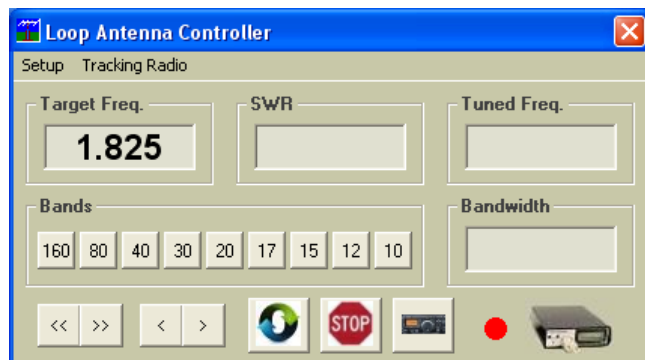 Loop Antenna Controller
Setup Tracking Radio
Target Freq. SWR Tuned Freq.
1.825
Bands Bandwidth
160 80 40 30 20 17 15 12 10
<< >> < > STOP